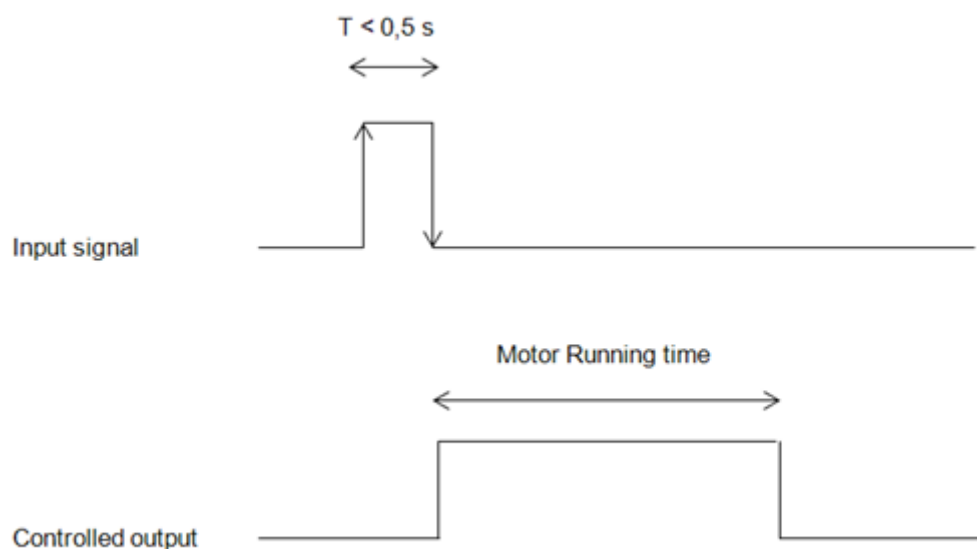 T < 0,5 s
Input signal
Motor Running time
Controlled output